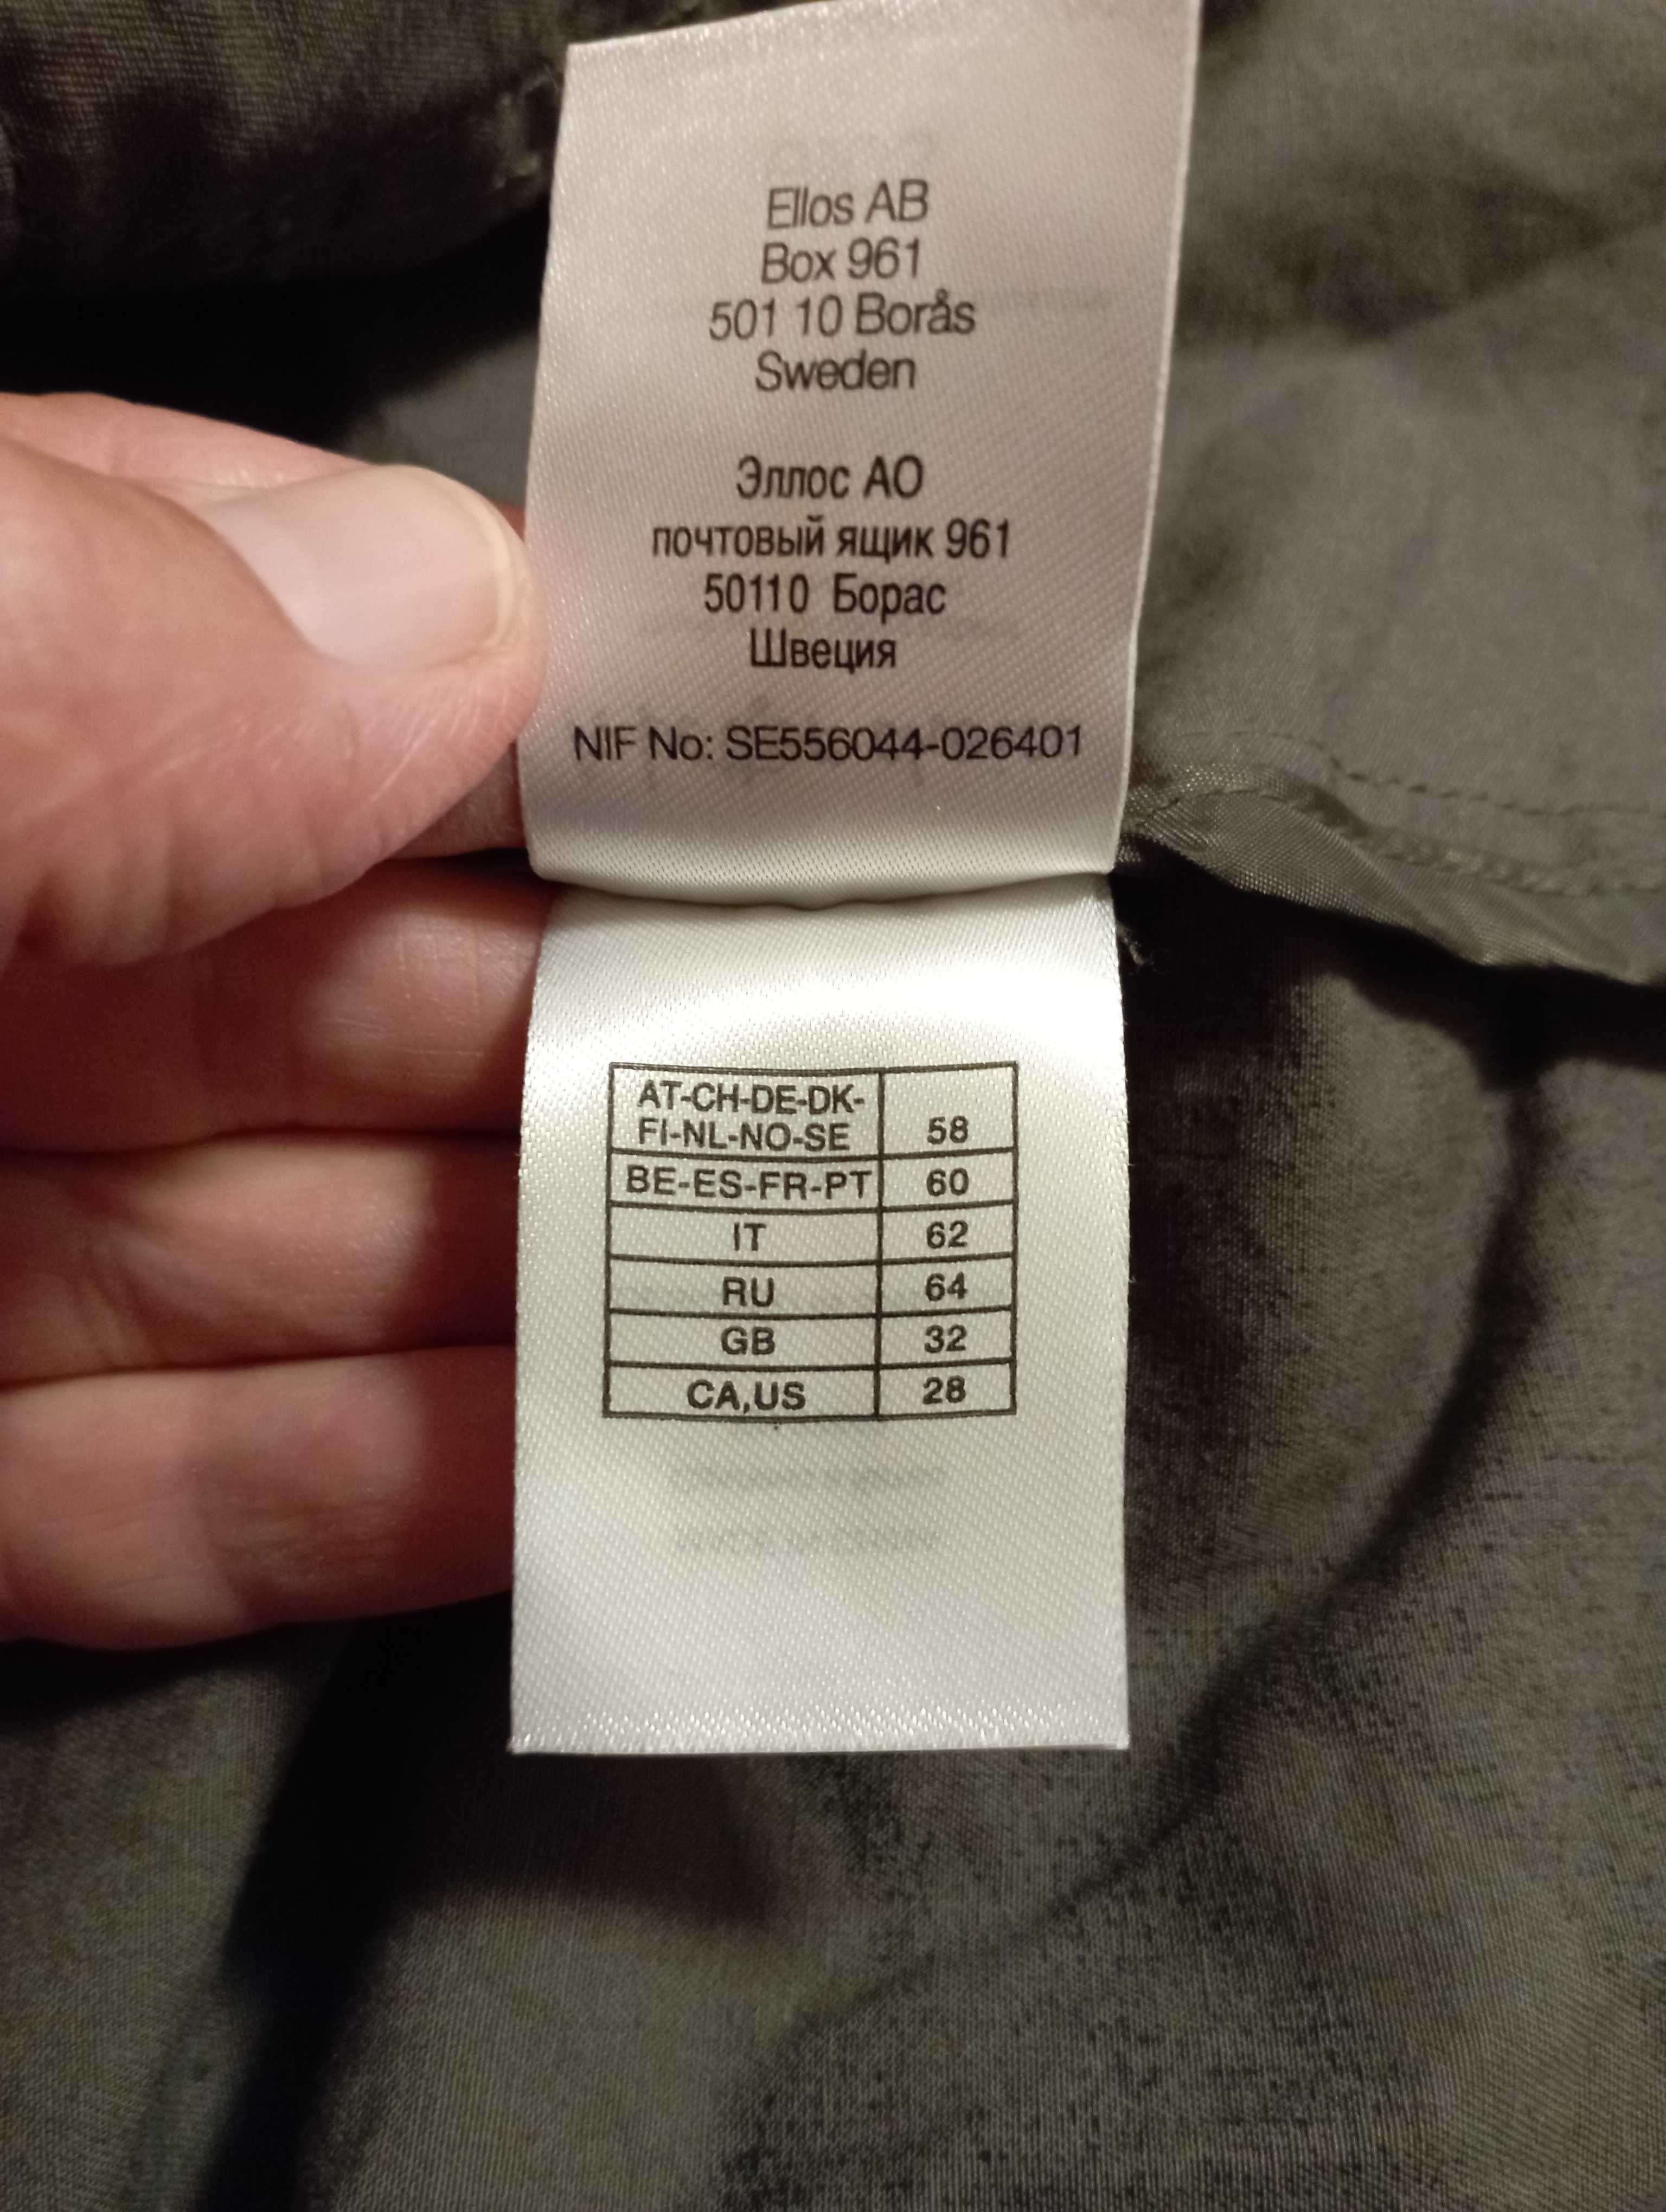 Ellos AB
Box 961
501 10 Borås
Sweden
Эллос АО
почтовый ящик 961
50110 Борас
Швеция
NIF No: SE556044-026401
AT-CH-DE-DK-
FI-NL-NO-SE 58
BE-ES-FR-PT 60
IT 62
RU 64
GB 32
CA,US 28